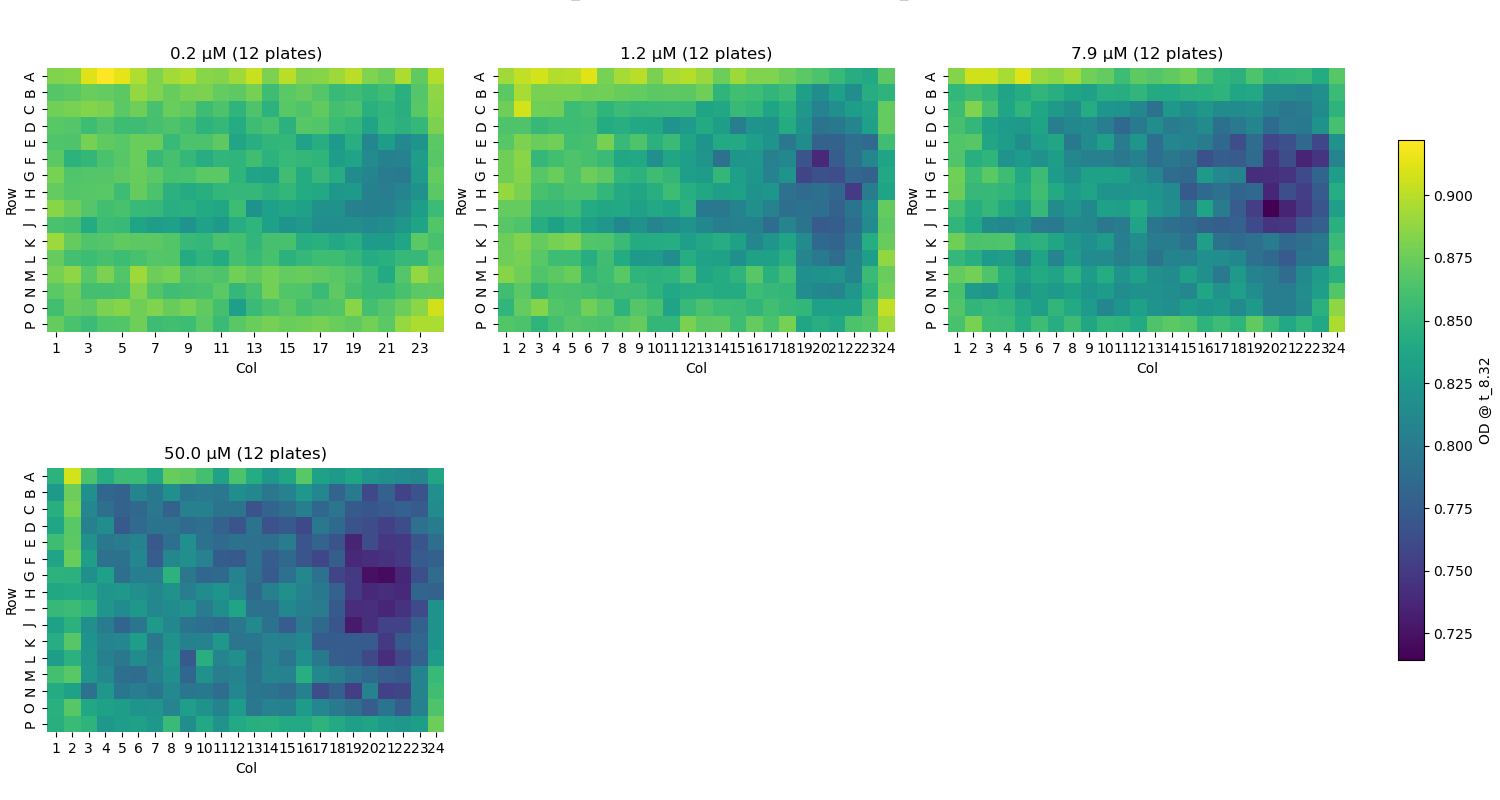 0.2 µM (12 plates)
A
B
C
D
E
F
G
H
I
J
K
L
M
N
O
P
Row
1 3 5 7 9 11 13 15 17 19 21 23
Col
1.2 µM (12 plates)
A
B
C
D
E
F
G
H
I
J
K
L
M
N
O
P
Row
1 2 3 4 5 6 7 8 9 10 11 12 13 14 15 16 17 18 19 20 21 22 23 24
Col
7.9 µM (12 plates)
A
B
C
D
E
F
G
H
I
J
K
L
M
N
O
P
Row
1 2 3 4 5 6 7 8 9 10 11 12 13 14 15 16 17 18 19 20 21 22 23 24
Col
0.900
0.875
0.850
0.825
0.800
0.775
0.750
0.725
OD @ t_8.32
50.0 µM (12 plates)
A
B
C
D
E
F
G
H
I
J
K
L
M
N
O
P
Row
1 2 3 4 5 6 7 8 9 10 11 12 13 14 15 16 17 18 19 20 21 22 23 24
Col